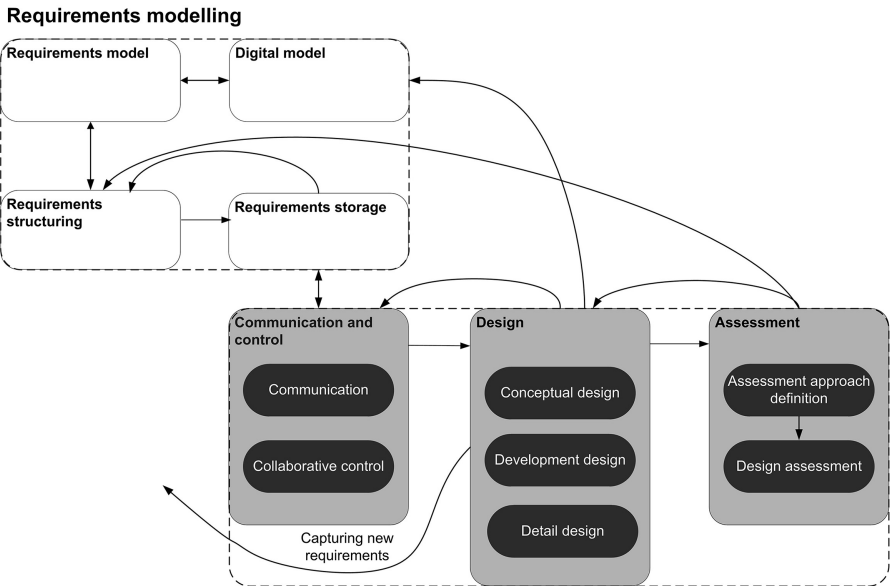 Requirements modelling
Requirements model
Digital model
Requirements
structuring
Requirements storage
Communication and
control
Communication
Collaborative control
Design
Conceptual design
Development design
Detail design
Assessment
Assessment approach
definition
Design assessment
Capturing new
requirements